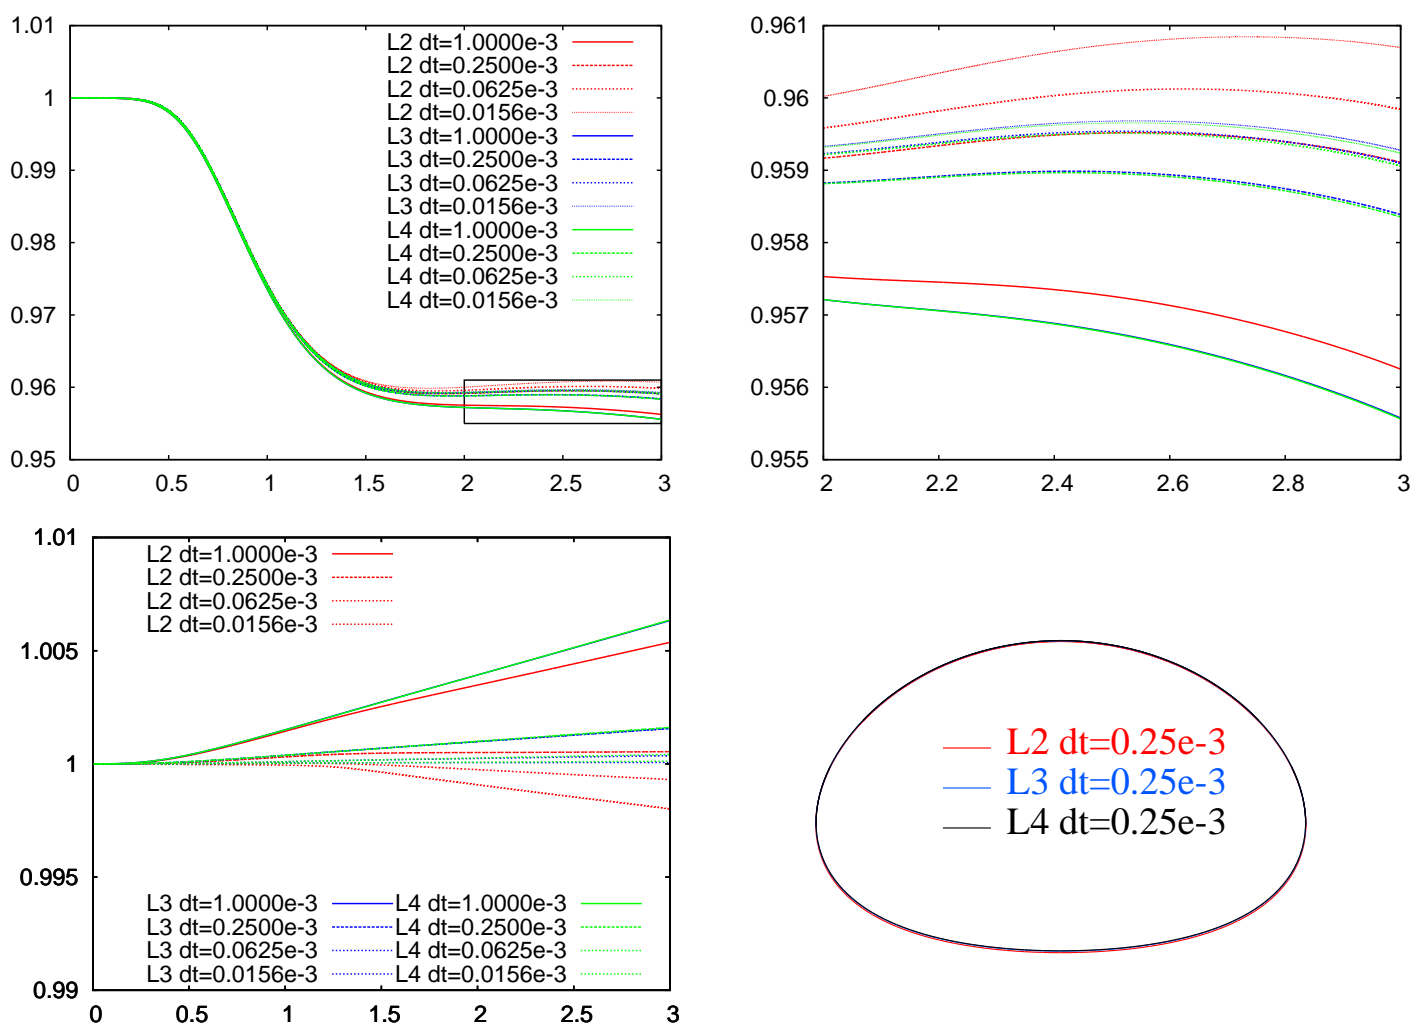 1.01
1
0.99
0.98
0.97
0.96
0.95
0 0.5 1 1.5 2 2.5 3
L2 dt=1.0000e-3
L2 dt=0.2500e-3
L2 dt=0.0625e-3
L2 dt=0.0156e-3
L3 dt=1.0000e-3
L3 dt=0.2500e-3
L3 dt=0.0625e-3
L3 dt=0.0156e-3
L4 dt=1.0000e-3
L4 dt=0.2500e-3
L4 dt=0.0625e-3
L4 dt=0.0156e-3
0.961
0.96
0.959
0.958
0.957
0.956
0.955
2 2.2 2.4 2.6 2.8 3
1.01
1.005
1
0.995
0.99
0 0.5 1 1.5 2 2.5 3
L2 dt=1.0000e-3
L2 dt=0.2500e-3
L2 dt=0.0625e-3
L2 dt=0.0156e-3
L3 dt=1.0000e-3 L4 dt=1.0000e-3
L3 dt=0.2500e-3 L4 dt=0.2500e-3
L3 dt=0.0625e-3 L4 dt=0.0625e-3
L3 dt=0.0156e-3 L4 dt=0.0156e-3
L2 dt=0.25e-3
L3 dt=0.25e-3
L4 dt=0.25e-3